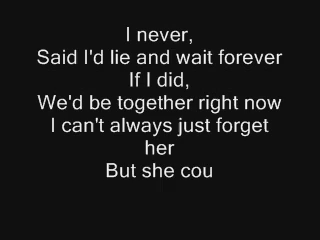 I never,
Said I'd lie and wait forever
If I did,
We'd be together right now
I can't always just forget
her
But she cou